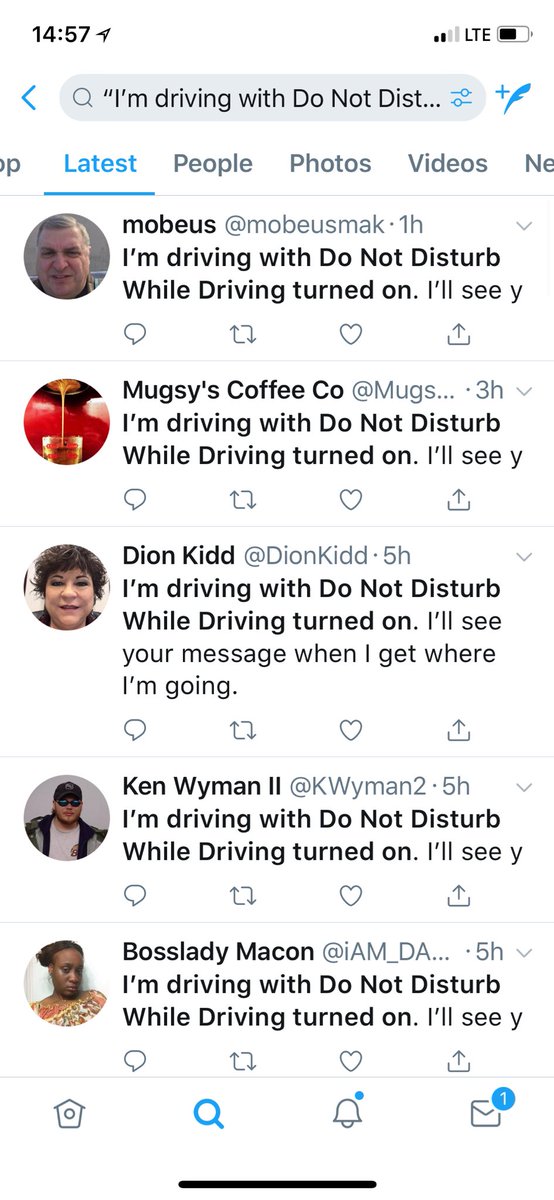 14:57 LTE
“I’m driving with Do Not Dist...
op Latest People Photos Videos Ne
mobeus @mobeusmak · 1h
I’m driving with Do Not Disturb
While Driving turned on. I’ll see y
Mugsy's Coffee Co @Mugs... · 3h
I’m driving with Do Not Disturb
While Driving turned on. I’ll see y
Dion Kidd @DionKidd · 5h
I’m driving with Do Not Disturb
While Driving turned on. I’ll see
your message when I get where
I’m going.
Ken Wyman II @KWyman2 · 5h
I’m driving with Do Not Disturb
While Driving turned on. I’ll see y
Bosslady Macon @iAM_DA... · 5h
I’m driving with Do Not Disturb
While Driving turned on. I’ll see y
1